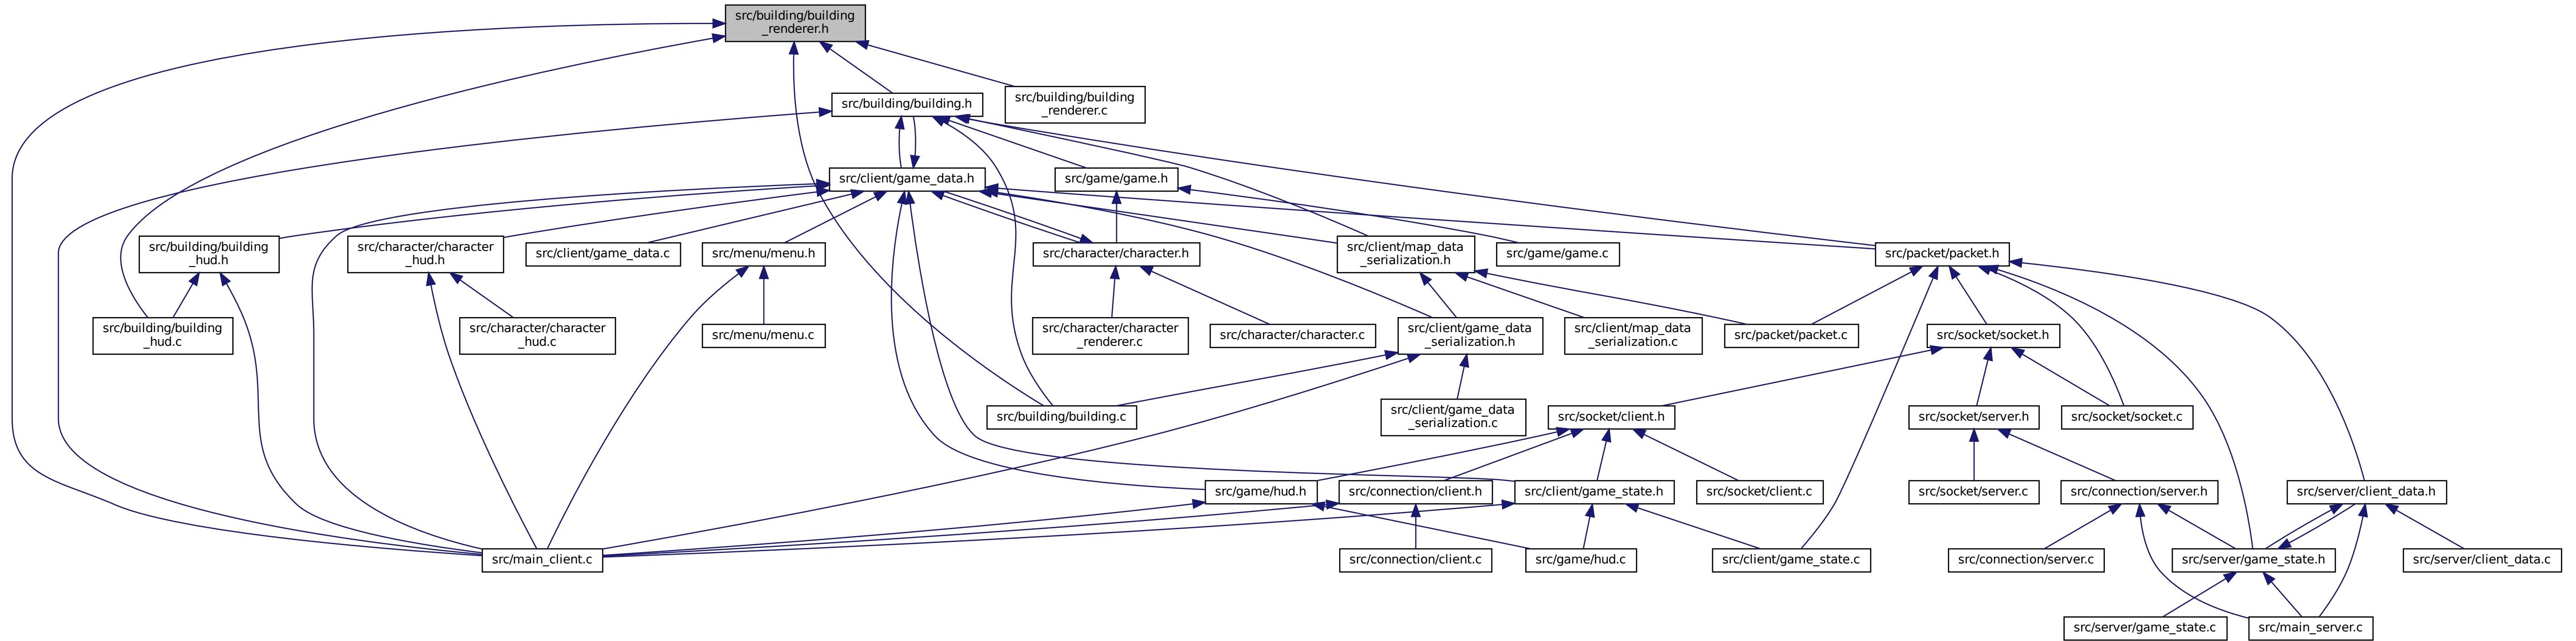 src/building/building
_renderer.h
src/building/building.h
src/building/building
_renderer.c
src/client/game_data.h
src/game/game.h
src/building/building
_hud.h
src/character/character
_hud.h
src/client/game_data.c
src/menu/menu.h
src/character/character.h
src/client/map_data
_serialization.h
src/game/game.c
src/packet/packet.h
src/building/building
_hud.c
src/character/character
_hud.c
src/menu/menu.c
src/character/character
_renderer.c
src/character/character.c
src/client/game_data
_serialization.h
src/client/map_data
_serialization.c
src/packet/packet.c
src/socket/socket.h
src/building/building.c
src/client/game_data
_serialization.c
src/socket/client.h
src/socket/server.h
src/socket/socket.c
src/game/hud.h
src/connection/client.h
src/client/game_state.h
src/socket/client.c
src/socket/server.c
src/connection/server.h
src/server/client_data.h
src/main_client.c
src/connection/client.c
src/game/hud.c
src/client/game_state.c
src/connection/server.c
src/server/game_state.h
src/server/client_data.c
src/server/game_state.c
src/main_server.c